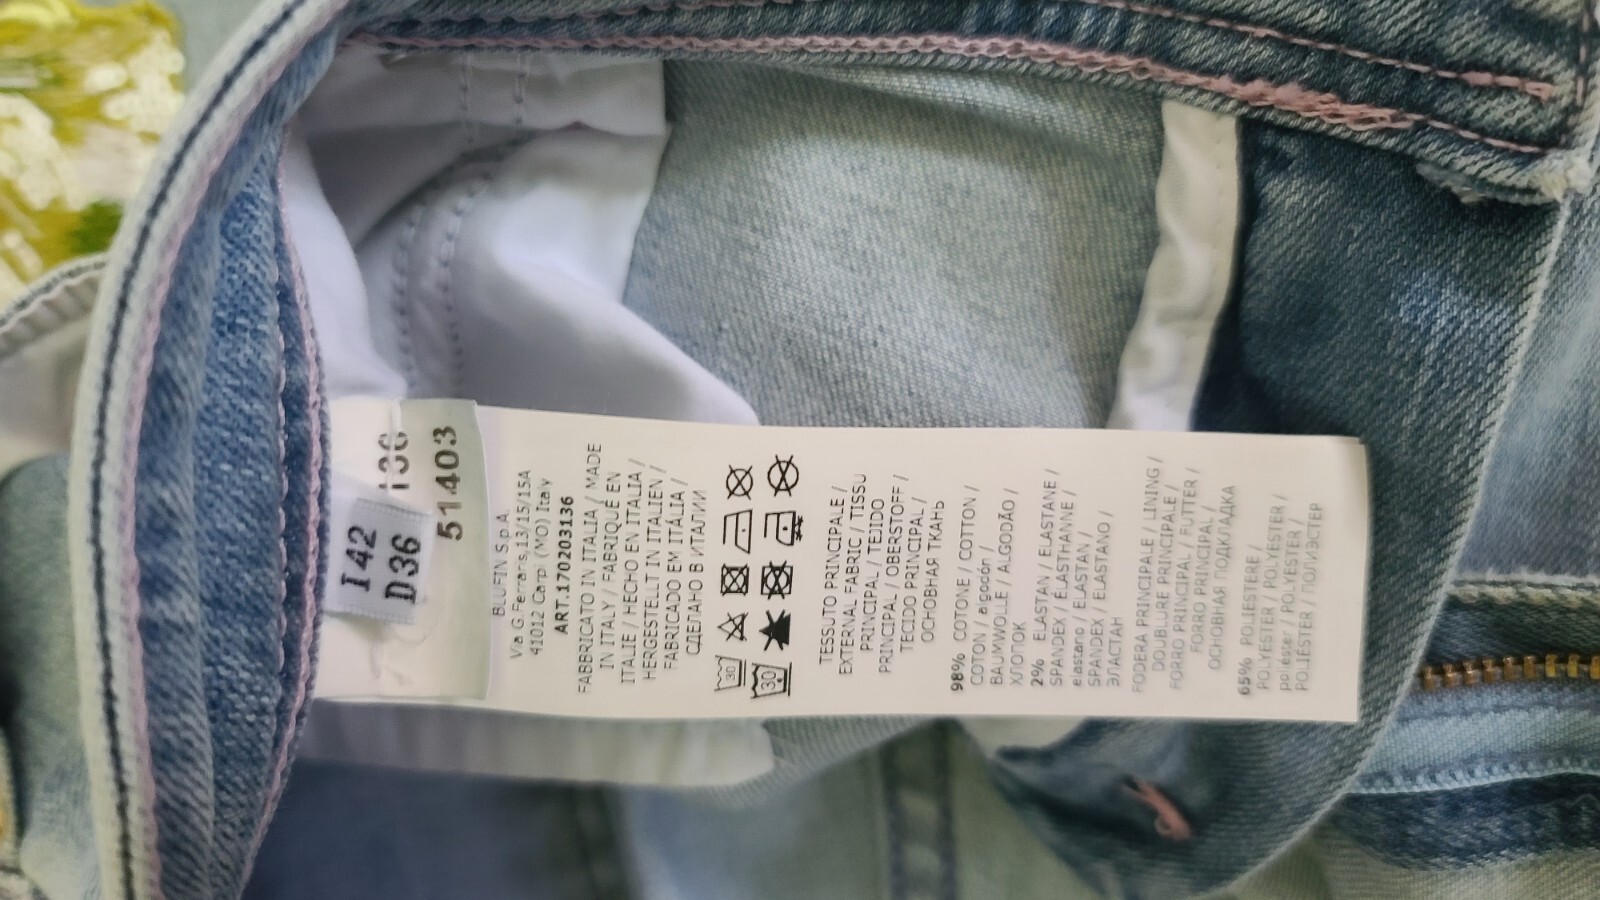 I42
D36
136
51403
BLUFIN S.p.A.
Via G.Ferraris,13/15/15A
41012 Carpi (MO) Italy
ART.170203136
FABBRICATO IN ITALIA / MADE
IN ITALY / FABRIQUÉ EN
ITALIE / HECHO EN ITALIA /
HERGESTELLT IN ITALIEN /
FABRICADO EM ITÁLIA /
СДЕЛАНО В ИТАЛИИ
30
30
TESSUTO PRINCIPALE /
EXTERNAL FABRIC / TISSU
PRINCIPAL / TEJIDO
PRINCIPAL / OBERSTOFF /
TECIDO PRINCIPAL /
ОСНОВНАЯ ТКАНЬ
98% COTONE / COTTON /
COTON / algodón /
BAUMWOLLE / ALGODÃO /
ХЛОПОК
2% ELASTAN / ELASTANE /
SPANDEX / ÉLASTHANNE /
elastano / ELASTAN /
SPANDEX / ELASTANO /
ЭЛАСТАН
FODERA PRINCIPALE / LINING /
DOUBLURE PRINCIPALE /
FORRO PRINCIPAL / FUTTER /
FORRO PRINCIPAL /
ОСНОВНАЯ ПОДКЛАДКА
65% POLIESTERE /
POLYESTER / POLYESTER /
poliéster / POLYESTER /
POLIÉSTER / ПОЛИЭСТЕР